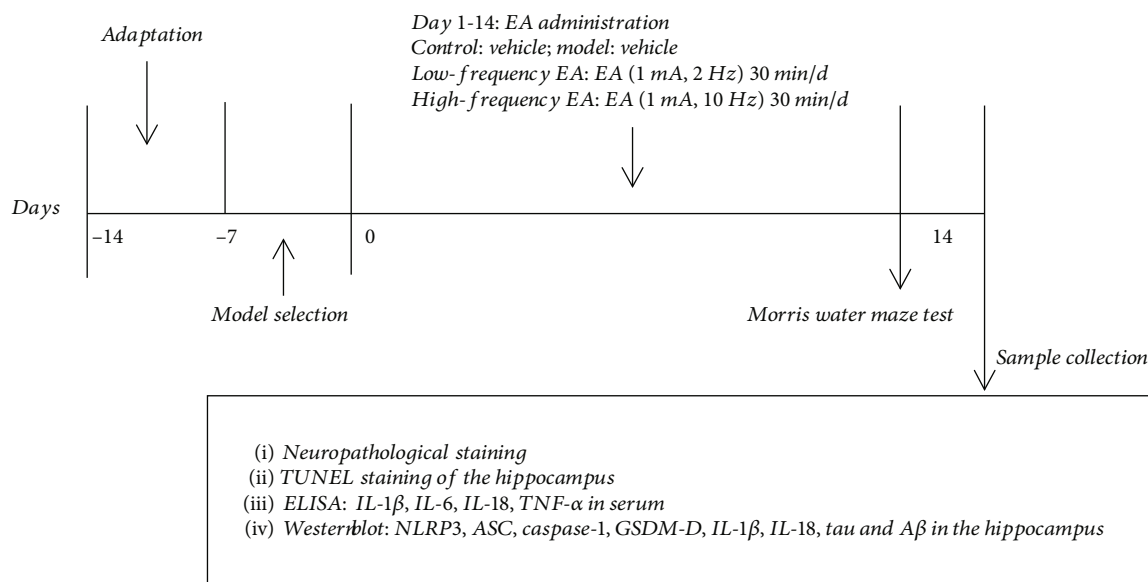 Adaptation
Day 1-14: EA administration
Control: vehicle; model: vehicle
Low-frequency EA: EA (1 mA, 2 Hz) 30 min/d
High-frequency EA: EA (1 mA, 10 Hz) 30 min/d
Days
–14
–7
0
14
Model selection
Morris water maze test
Sample collection
(i) Neuropathological staining
(ii) TUNEL staining of the hippocampus
(iii) ELISA: IL-1β, IL-6, IL-18, TNF-α in serum
(iv) Westernblot: NLRP3, ASC, caspase-1, GSDM-D, IL-1β, IL-18, tau and Aβ in the hippocampus